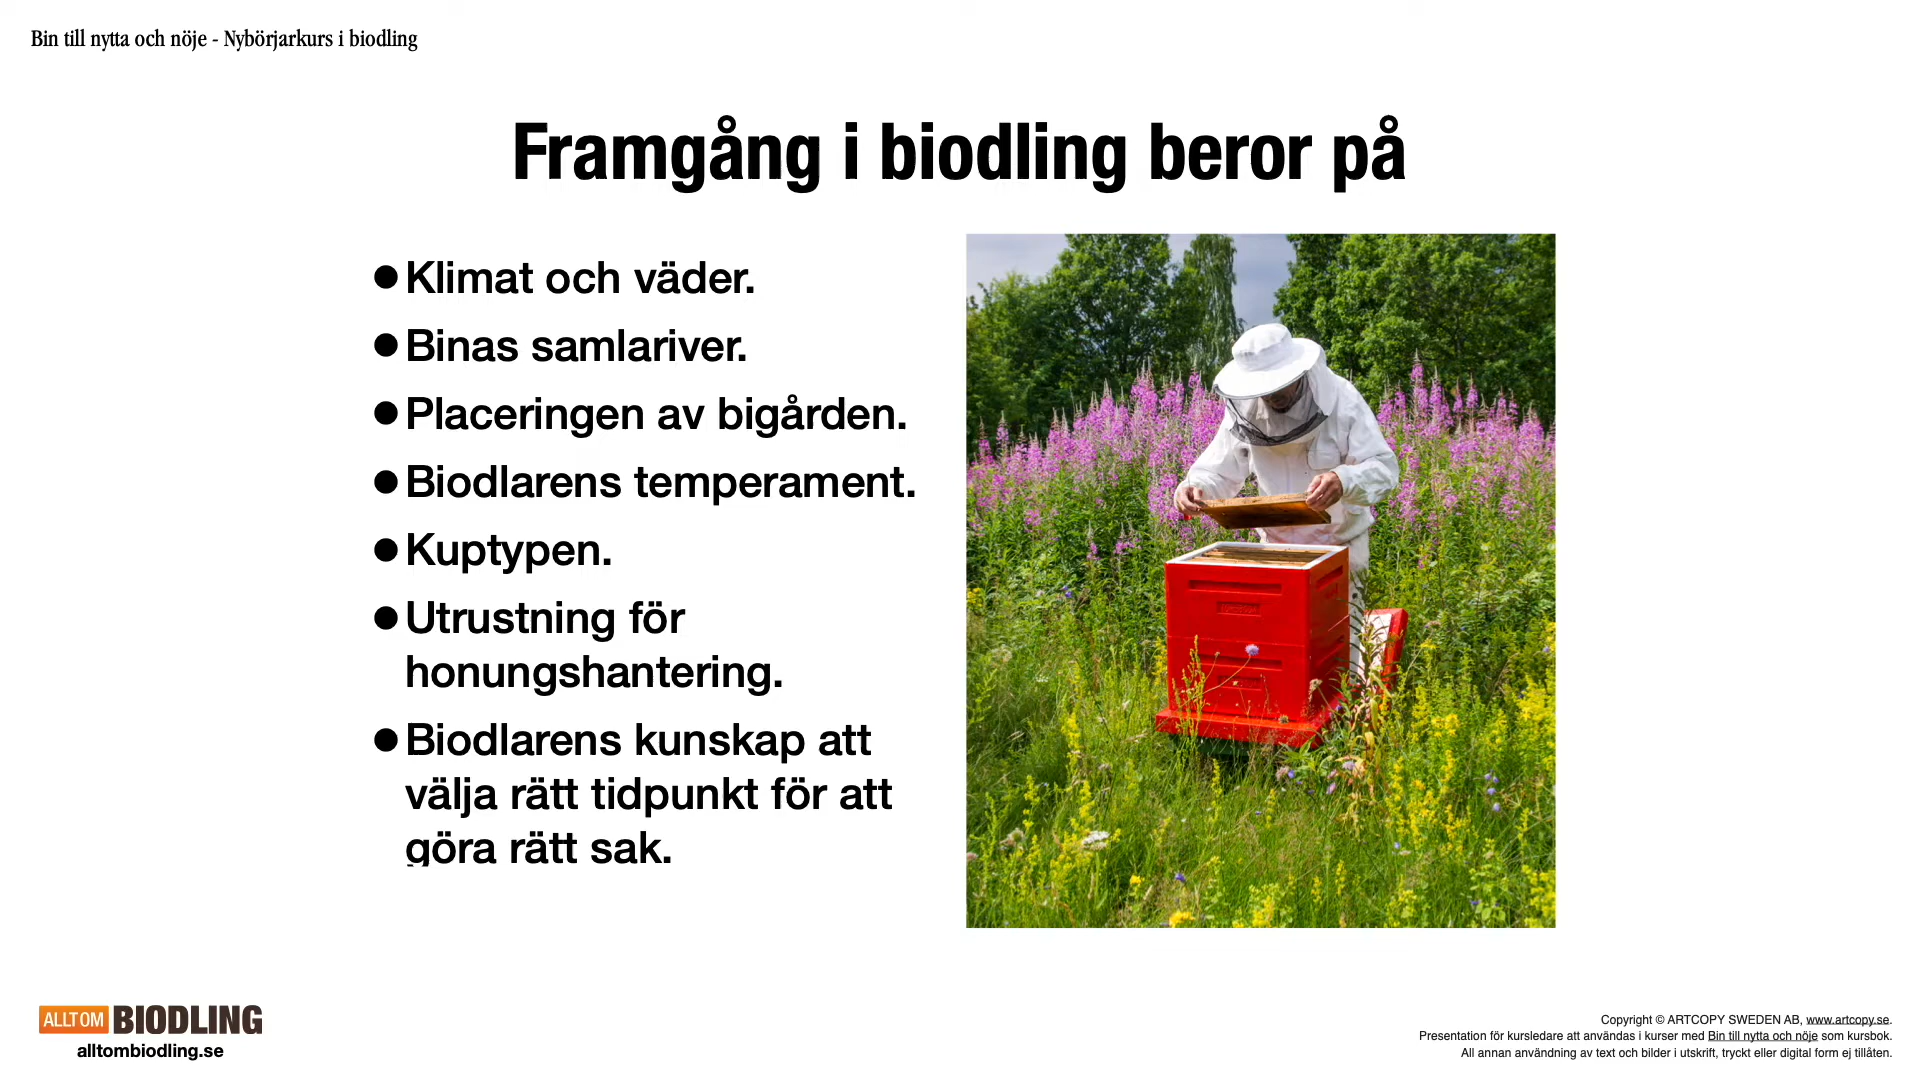 Bin till nytta och nöje - Nybörjarkurs i biodling
Framgång i biodling beror på
● Klimat och väder.
● Binas samlariver.
● Placeringen av bigården.
● Biodlarens temperament.
● Kuptypen.
● Utrustning för
honungshantering.
● Biodlarens kunskap att
välja rätt tidpunkt för att
göra rätt sak.
ALLT OM BIODLING
alltombiodling.se
Copyright © ARTCOPY SWEDEN AB, www.artcopy.se.
Presentation för kursledare att användas i kurser med Bin till nytta och nöje som kursbok.
All annan användning av text och bilder i utskrift, tryckt eller digital form ej tillåten.